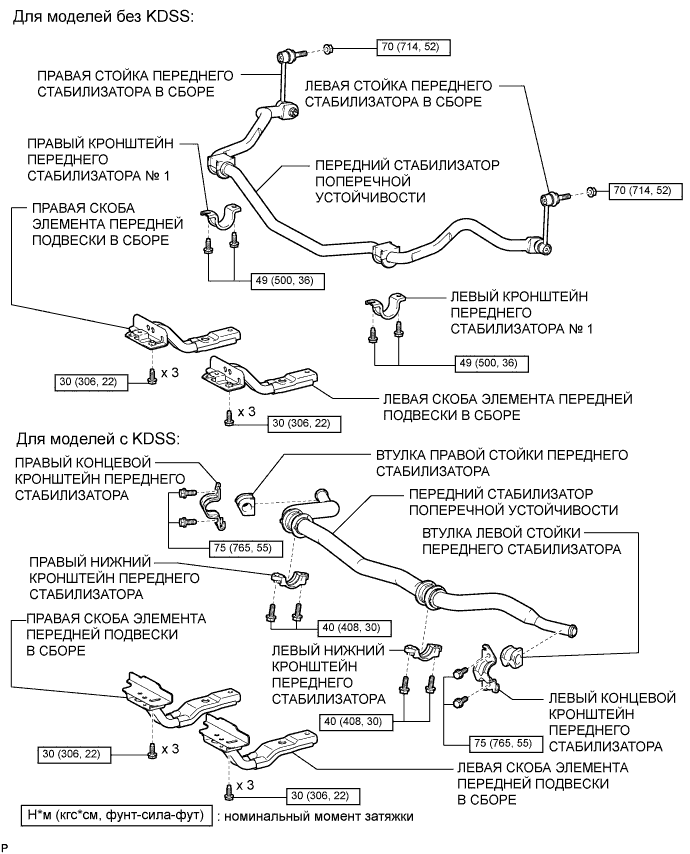 Для моделей без KDSS:
70 (714, 52)
ПРАВАЯ СТОЙКА ПЕРЕДНЕГО
СТАБИЛИЗАТОРА В СБОРЕ
ЛЕВАЯ СТОЙКА ПЕРЕДНЕГО
СТАБИЛИЗАТОРА В СБОРЕ
ПРАВЫЙ КРОНШТЕЙН
ПЕРЕДНЕГО
СТАБИЛИЗАТОРА № 1
ПЕРЕДНИЙ СТАБИЛИЗАТОР
ПОПЕРЕЧНОЙ
УСТОЙЧИВОСТИ
70 (714, 52)
ПРАВАЯ СКОБА
ЭЛЕМЕНТА ПЕРЕДНЕЙ
ПОДВЕСКИ В СБОРЕ
49 (500, 36)
ЛЕВЫЙ КРОНШТЕЙН
ПЕРЕДНЕГО
СТАБИЛИЗАТОРА № 1
49 (500, 36)
30 (306, 22)
x 3
x 3
30 (306, 22)
ЛЕВАЯ СКОБА ЭЛЕМЕНТА ПЕРЕДНЕЙ
ПОДВЕСКИ В СБОРЕ
Для моделей с KDSS:
ПРАВЫЙ КОНЦЕВОЙ
КРОНШТЕЙН ПЕРЕДНЕГО
СТАБИЛИЗАТОРА
ВТУЛКА ПРАВОЙ СТОЙКИ ПЕРЕДНЕГО
СТАБИЛИЗАТОРА
ПЕРЕДНИЙ СТАБИЛИЗАТОР
ПОПЕРЕЧНОЙ УСТОЙЧИВОСТИ
ВТУЛКА ЛЕВОЙ СТОЙКИ
ПЕРЕДНЕГО СТАБИЛИЗАТОРА
75 (765, 55)
ПРАВЫЙ НИЖНИЙ
КРОНШТЕЙН ПЕРЕДНЕГО
СТАБИЛИЗАТОРА
ПРАВАЯ СКОБА ЭЛЕМЕНТА
ПЕРЕДНЕЙ ПОДВЕСКИ
В СБОРЕ
40 (408, 30)
ЛЕВЫЙ НИЖНИЙ
КРОНШТЕЙН
ПЕРЕДНЕГО
СТАБИЛИЗАТОРА
40 (408, 30)
ЛЕВЫЙ КОНЦЕВОЙ
КРОНШТЕЙН
ПЕРЕДНЕГО
СТАБИЛИЗАТОРА
75 (765, 55)
30 (306, 22)
x 3
ЛЕВАЯ СКОБА ЭЛЕМЕНТА
ПЕРЕДНЕЙ ПОДВЕСКИ
В СБОРЕ
x 3
30 (306, 22)
Н*м (кгс*см, фунт-сила-фут) : номинальный момент затяжки
P